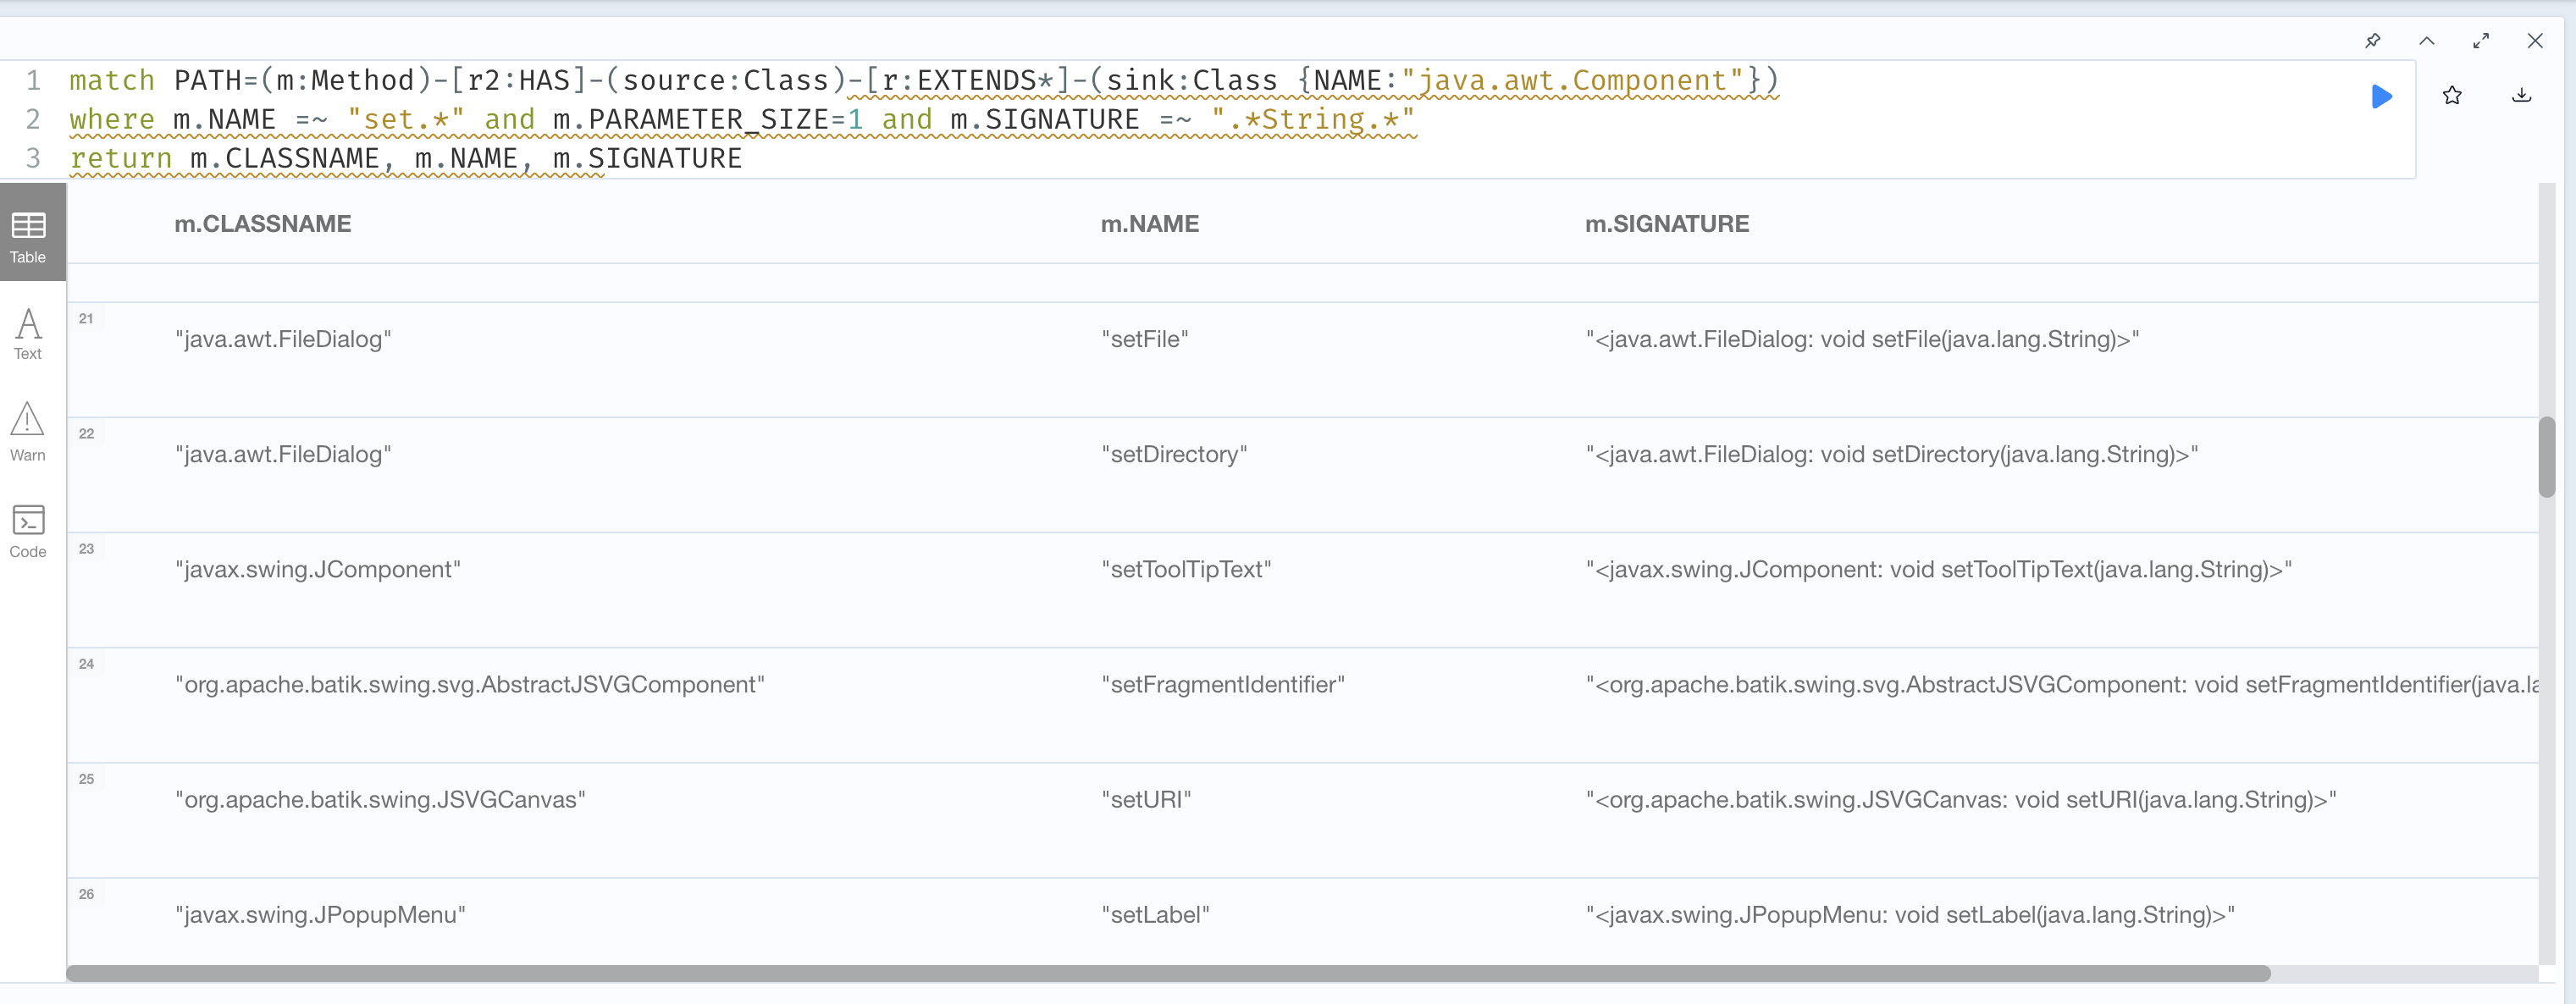 1 match PATH=(m:Method)-[r2:HAS]-(source:Class)-[r:EXTENDS*]-(sink:Class {NAME:"java.awt.Component"})
2 where m.NAME =~ "set.*" and m.PARAMETER_SIZE=1 and m.SIGNATURE =~ ".*String.*"
3 return m.CLASSNAME, m.NAME, m.SIGNATURE
Table
Text
Warn
Code
m.CLASSNAME m.NAME m.SIGNATURE
21 "java.awt.FileDialog" "setFile" "<java.awt.FileDialog: void setFile(java.lang.String)>"
22 "java.awt.FileDialog" "setDirectory" "<java.awt.FileDialog: void setDirectory(java.lang.String)>"
23 "javax.swing.JComponent" "setToolTipText" "<javax.swing.JComponent: void setToolTipText(java.lang.String)>"
24 "org.apache.batik.swing.svg.AbstractJSVGComponent" "setFragmentIdentifier" "<org.apache.batik.swing.svg.AbstractJSVGComponent: void setFragmentIdentifier(java.la
25 "org.apache.batik.swing.JSVGCanvas" "setURI" "<org.apache.batik.swing.JSVGCanvas: void setURI(java.lang.String)>"
26 "javax.swing.JPopupMenu" "setLabel" "<javax.swing.JPopupMenu: void setLabel(java.lang.String)>"